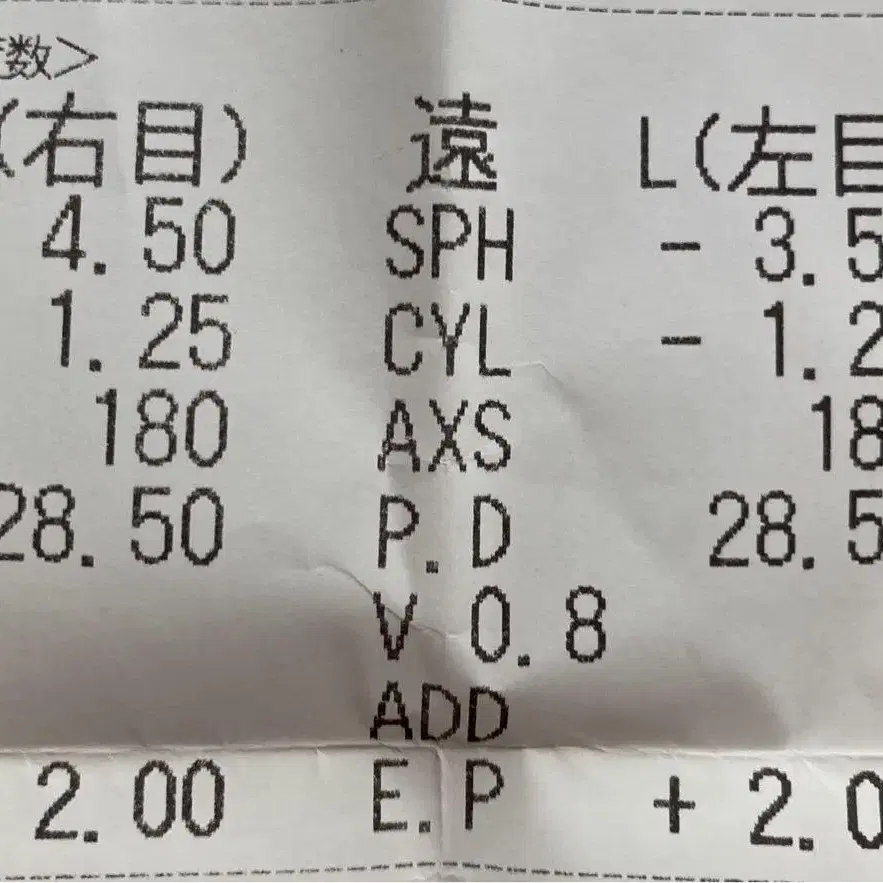 数>
(右目) 遠 L(左目
4.50 SPH - 3.5
1.25 CYL - 1.2
180 AXS 18
28.50 P.D 28.5
V 0.8
ADD
2.00 E.P + 2.0